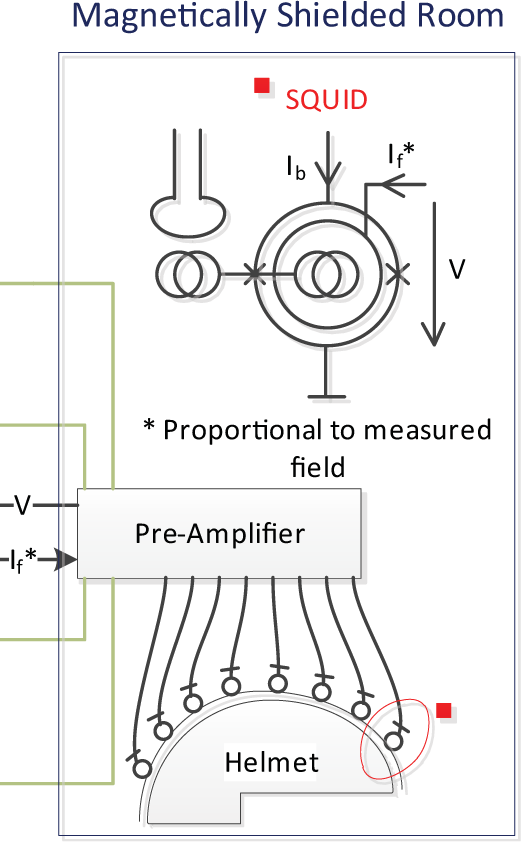 Magnetically Shielded Room
SQUID
I_b
I_f*
V
* Proportional to measured
field
V
Pre-Amplifier
I_f*
Helmet